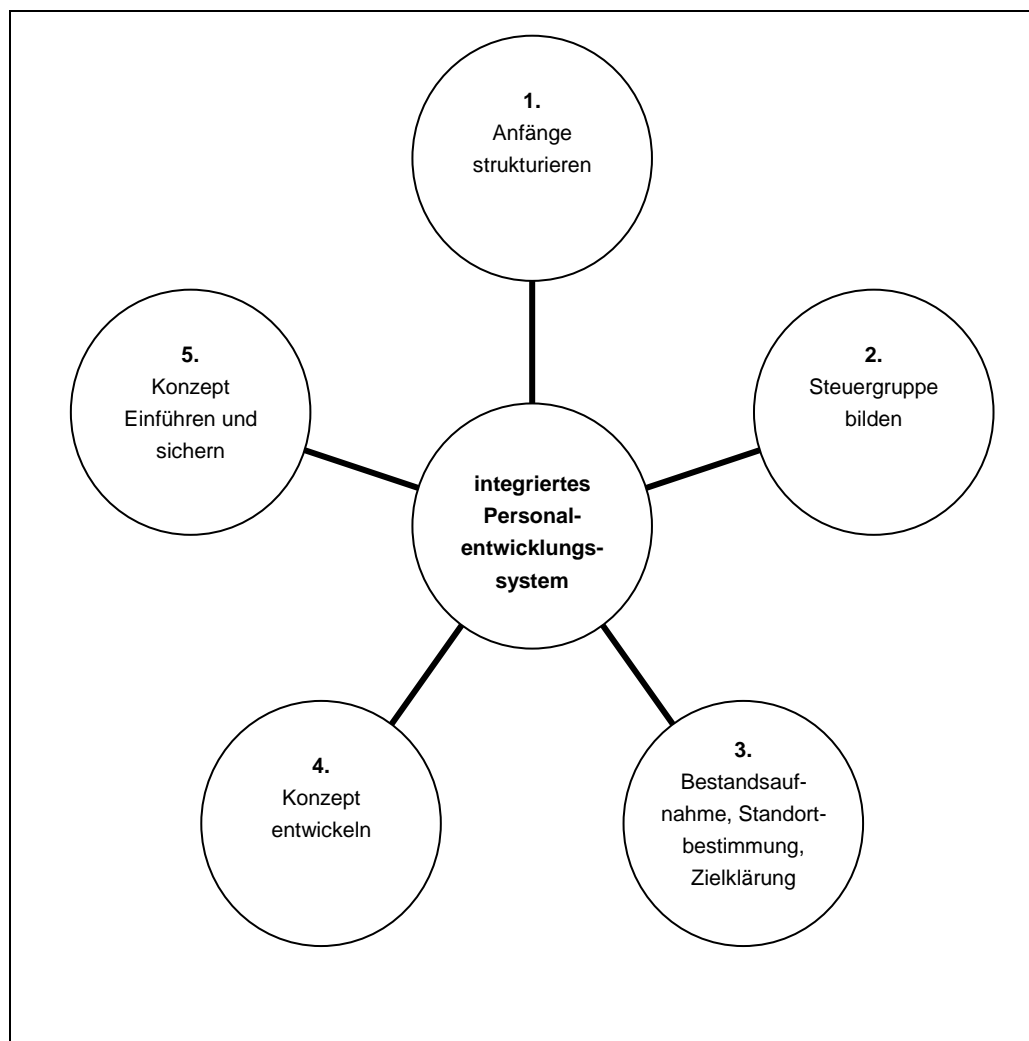 1.
Anfänge
strukturieren
2.
Steuergruppe
bilden
3.
Bestandsauf-
nahme, Standort-
bestimmung,
Zielklärung
4.
Konzept
entwickeln
5.
Konzept
Einführen und
sichern
integriertes
Personal-
entwicklungs-
system